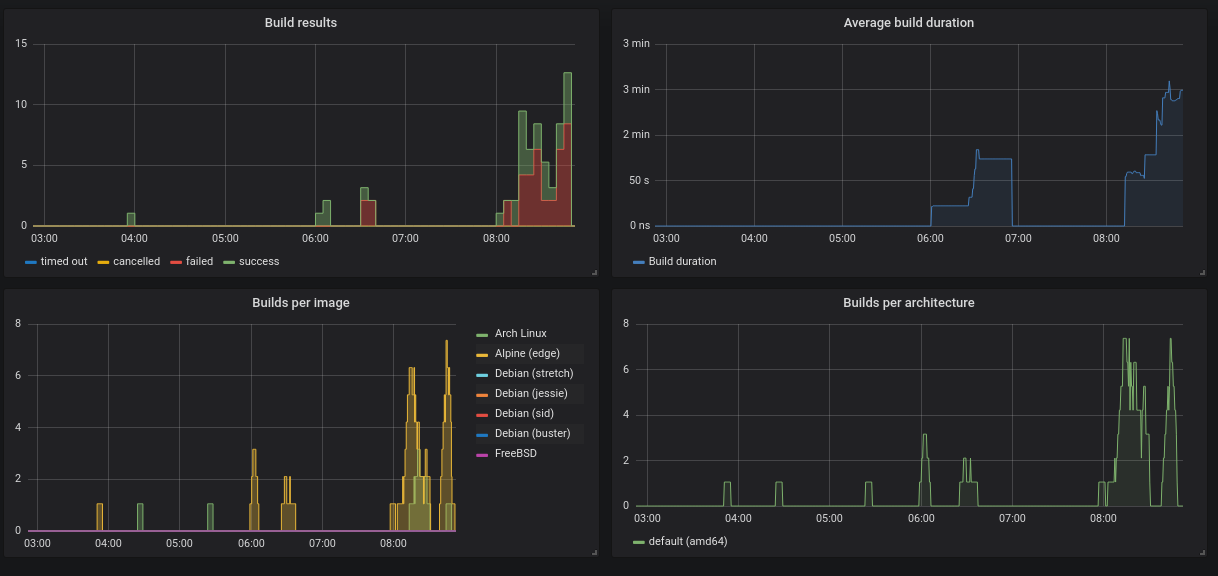 Build results
15
10
5
0
03:00 04:00 05:00 06:00 07:00 08:00
timed out cancelled failed success
Average build duration
3 min
3 min
2 min
50 s
0 ns
03:00 04:00 05:00 06:00 07:00 08:00
Build duration
Builds per image
8
6
4
2
0
03:00 04:00 05:00 06:00 07:00 08:00
Arch Linux
Alpine (edge)
Debian (stretch)
Debian (jessie)
Debian (sid)
Debian (buster)
FreeBSD
Builds per architecture
8
6
4
2
0
03:00 04:00 05:00 06:00 07:00 08:00
default (amd64)